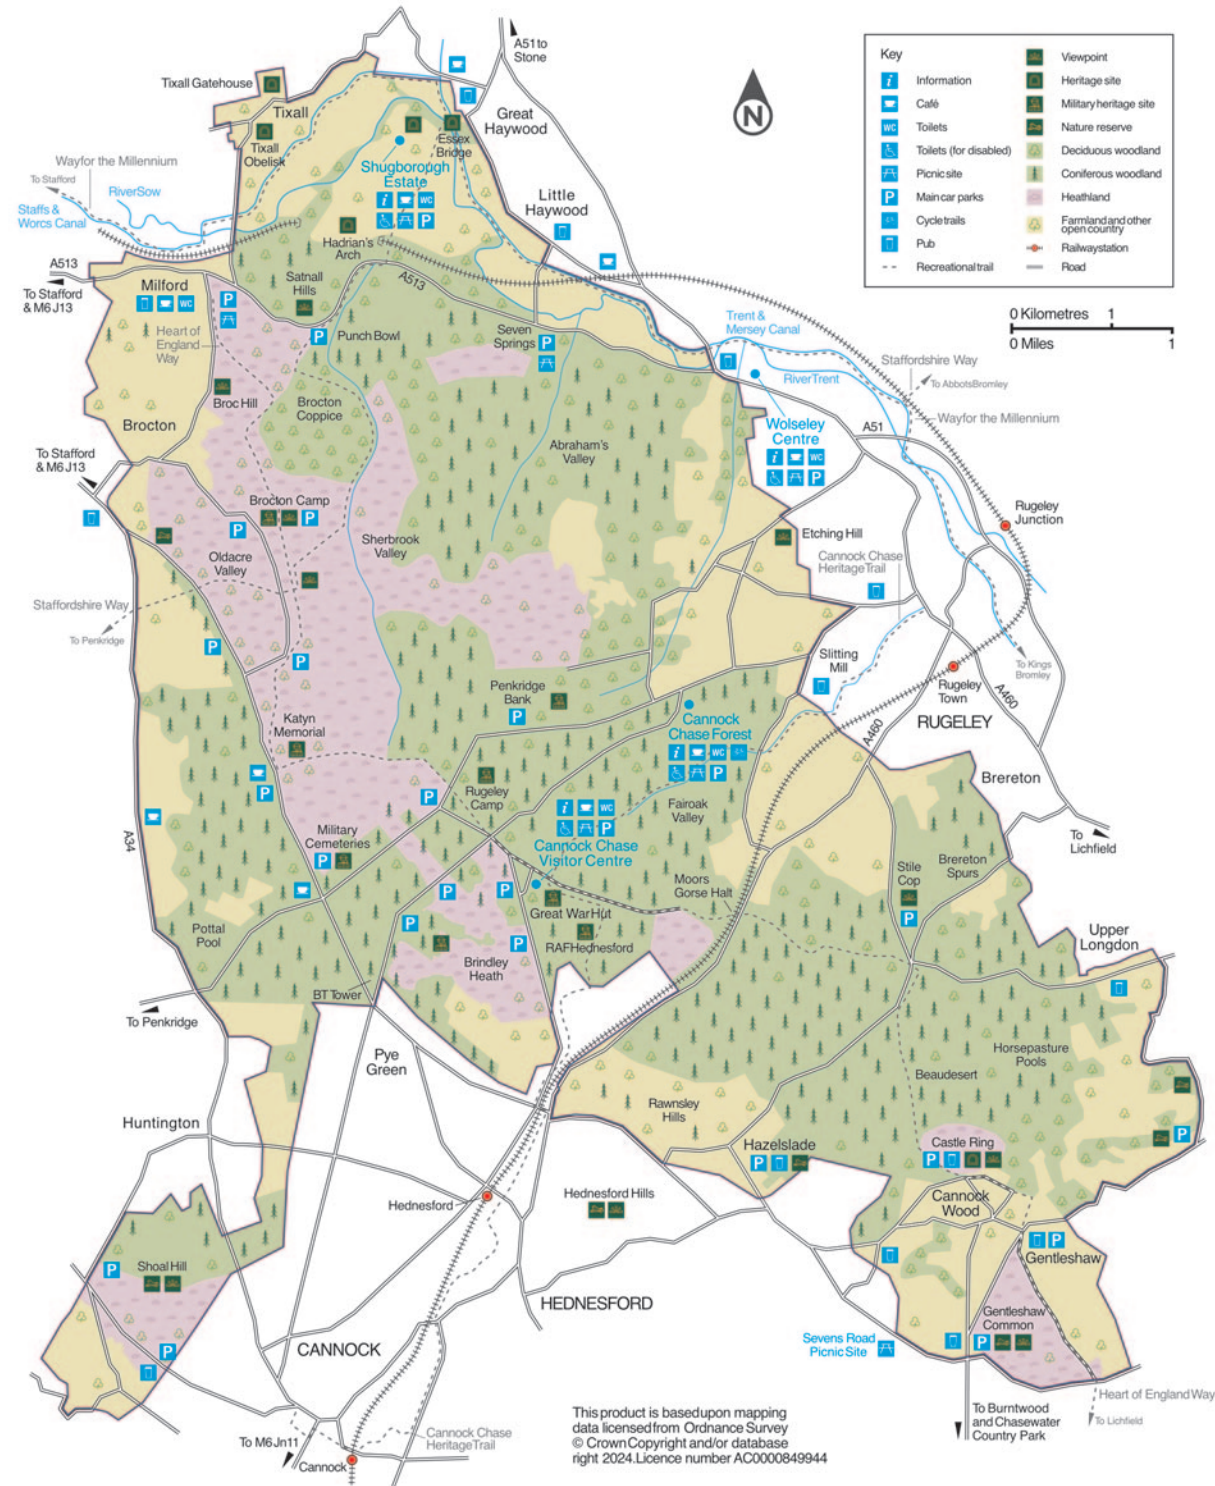 A51 to
Stone
Key
Information
Café
Toilets
Toilets (for disabled)
Picnic site
Main car parks
Cycle trails
Pub
Recreational trail
Viewpoint
Heritage site
Military heritage site
Nature reserve
Deciduous woodland
Coniferous woodland
Heathland
Farmland and other
open country
Railway station
Road
0 Kilometres 1
0 Miles 1
N
Tixall Gatehouse
Tixall
Tixall
Obelisk
Great
Haywood
Essex
Bridge
Shugborough
Estate
Way for the Millennium
To Stafford
River Sow
Staffs &
Worcs Canal
Little
Haywood
Hadrian's
Arch
A513
To Stafford
& M6 J13
Milford
Satnall
Hills
A513
Heart of
England
Way
Punch Bowl
Seven
Springs
Trent &
Mersey Canal
River Trent
Staffordshire Way
To Abbots Bromley
Way for the Millennium
Broc Hill
Brocton
Coppice
Brocton
Wolseley
Centre
A51
To Stafford
& M6 J13
Abraham's
Valley
Brocton Camp
Rugeley
Junction
Oldacre
Valley
Sherbrook
Valley
Etching Hill
Cannock Chase
Heritage Trail
Staffordshire Way
To Penkridge
Slitting
Mill
To Kings
Bromley
Rugeley
Town
A460
RUGELEY
A460
Penkridge
Bank
Katyn
Memorial
Cannock
Chase Forest
Brereton
Rugeley
Camp
Fairoak
Valley
A34
Military
Cemeteries
Cannock Chase
Visitor Centre
To
Lichfield
Stile
Cop
Brereton
Spurs
Moors
Gorse Halt
Great War Hut
RAF Hednesford
Pottal
Pool
Brindley
Heath
Upper
Longdon
BT Tower
To Penkridge
Pye
Green
Horsepasture
Pools
Beaudesert
Huntington
Rawnsley
Hills
Hazelslade
Castle Ring
Hednesford
Hednesford Hills
Cannock
Wood
Gentleshaw
Shoal Hill
HEDNESFORD
Gentleshaw
Common
CANNOCK
Sevens Road
Picnic Site
Heart of England Way
To Lichfield
To Burntwood
and Chasewater
Country Park
This product is based upon mapping
data licensed from Ordnance Survey
© Crown Copyright and/or database
right 2024. Licence number AC0000849944
To M6 Jn11
Cannock Chase
Heritage Trail
Cannock